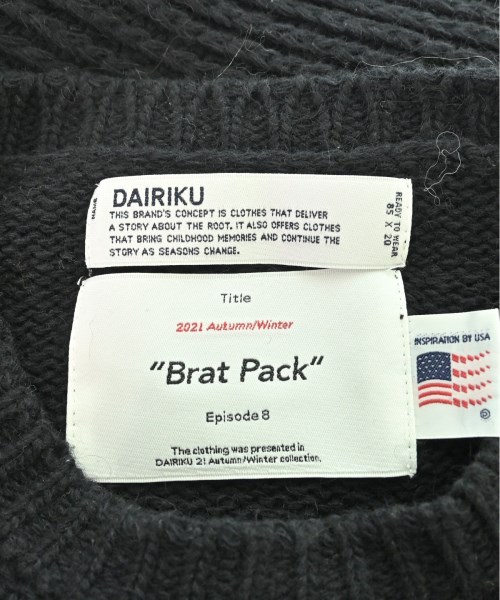 NAME
DAIRIKU
THIS BRAND'S CONCEPT IS CLOTHES THAT DELIVER
A STORY ABOUT THE ROOT. IT ALSO OFFERS CLOTHES
THAT BRING CHILDHOOD MEMORIES AND CONTINUE THE
STORY AS SEASONS CHANGE.
READY TO WEAR
85 X 20
Title
2021 Autumn/Winter
"Brat Pack"
Episode 8
The clothing was presented in
DAIRIKU 21 Autumn/Winter collection.
INSPIRATION BY USA